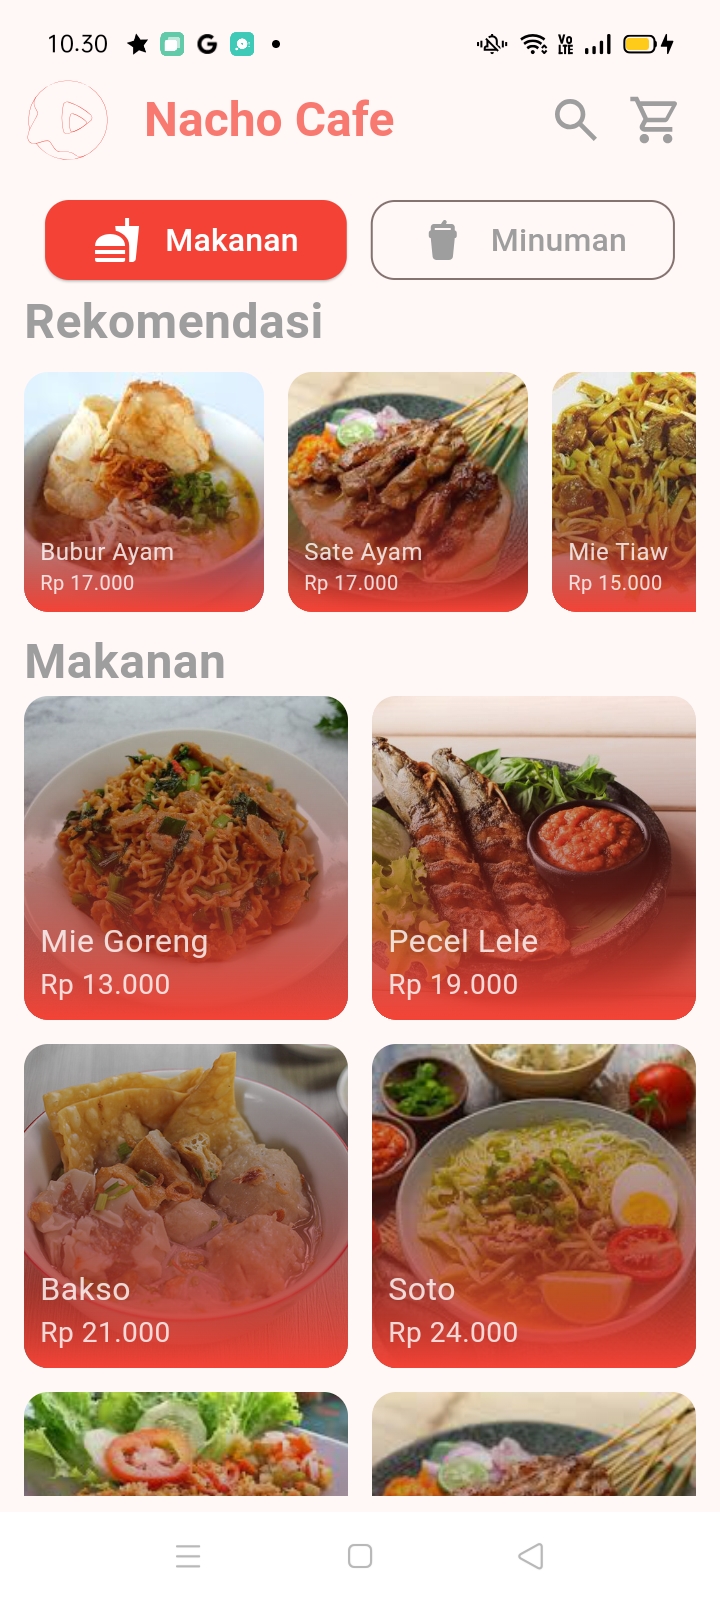 10.30
VO LTE
Nacho Cafe
Makanan
Minuman
Rekomendasi
Bubur Ayam
Rp 17.000
Sate Ayam
Rp 17.000
Mie Tiaw
Rp 15.000
Makanan
Mie Goreng
Rp 13.000
Pecel Lele
Rp 19.000
Bakso
Rp 21.000
Soto
Rp 24.000